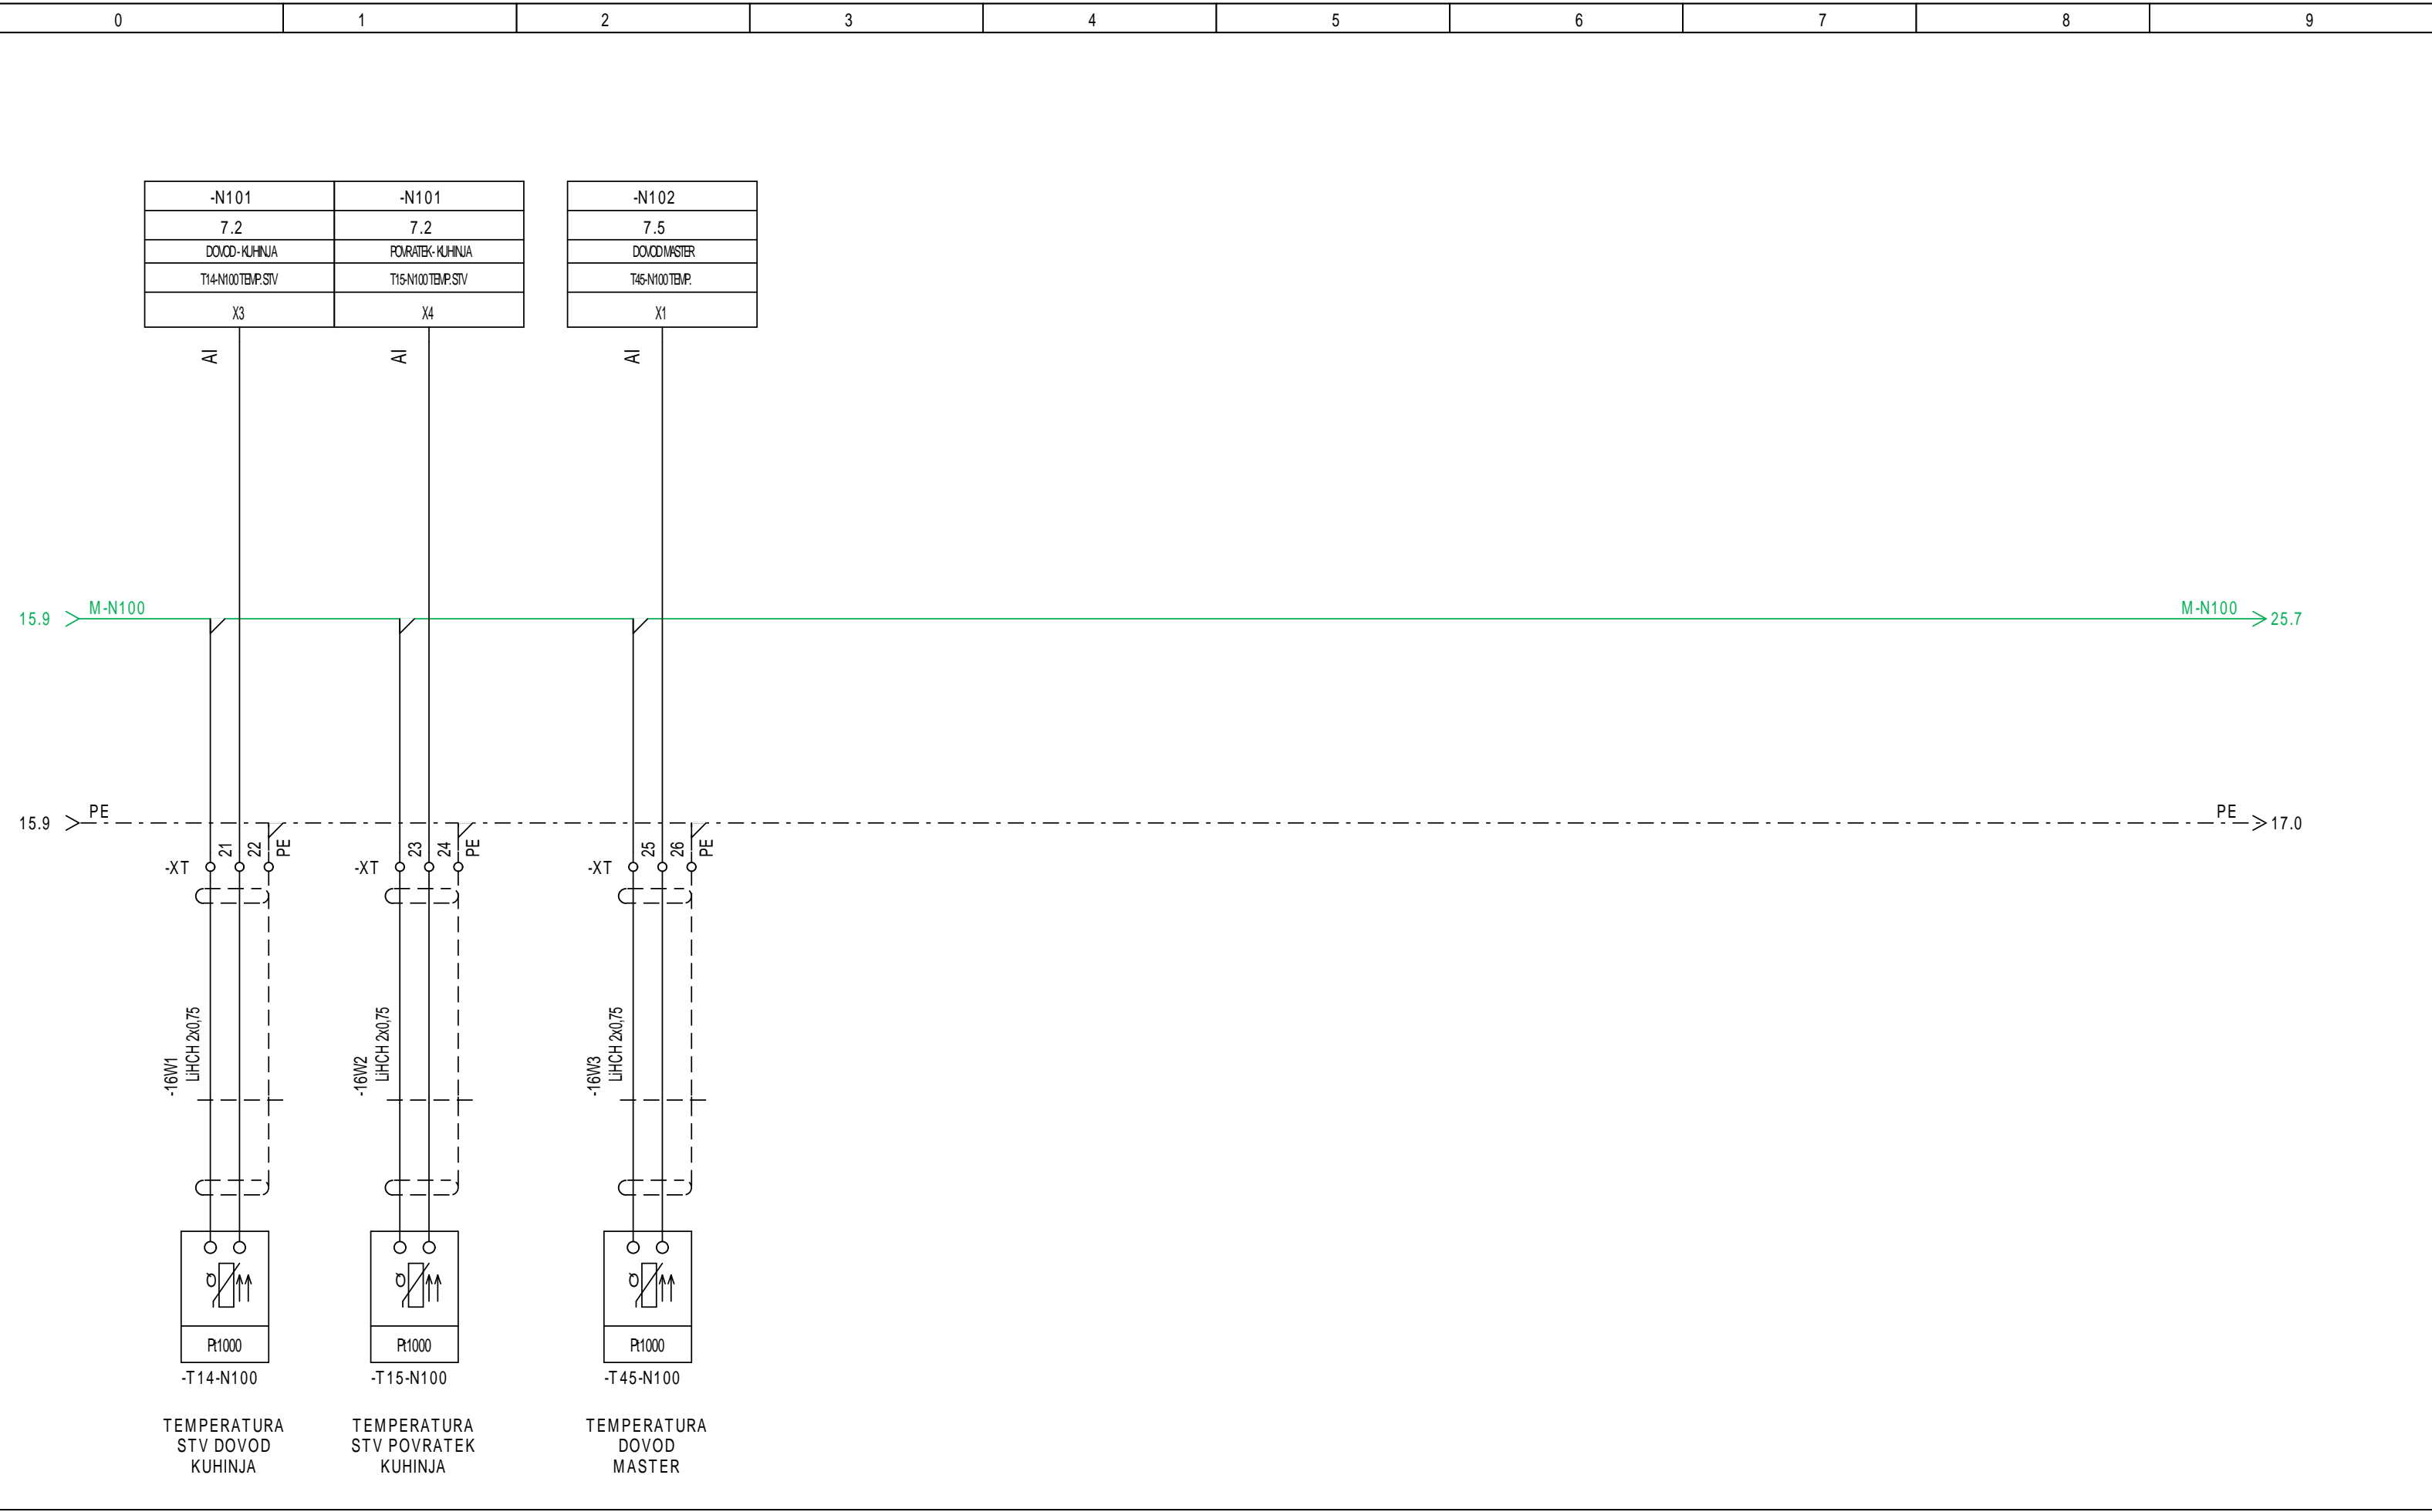 0 1 2 3 4 5 6 7 8 9
-N101 -N101 -N102
7.2 7.2 7.5
DOVOD - KUHINJA POVRATEK - KUHINJA DOVOD MASTER
T14-N100 TEMP. STV T15-N100 TEMP. STV T45-N100 TEMP.
X3 X4 X1
AI AI AI
M-N100 M-N100
15.9 25.7
PE PE
15.9 17.0
-XT 21 22 PE -XT 23 24 PE -XT 25 26 PE
-16W1 LiHCH 2x0,75 -16W2 LiHCH 2x0,75 -16W3 LiHCH 2x0,75
Pt1000 Pt1000 Pt1000
-T14-N100 -T15-N100 -T45-N100
TEMPERATURA TEMPERATURA TEMPERATURA
STV DOVOD STV POVRATEK DOVOD
KUHINJA KUHINJA MASTER